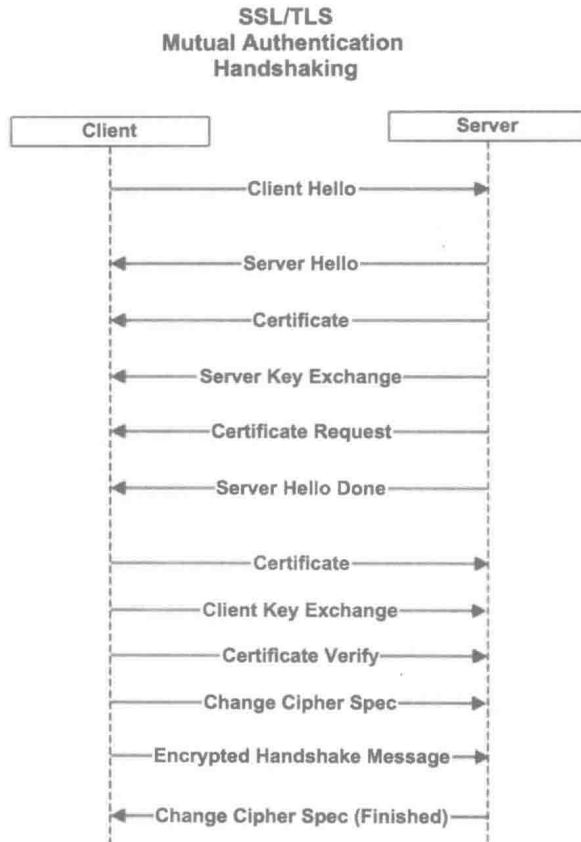 SSL/TLS
Mutual Authentication
Handshaking
Client
Server
Client Hello
Server Hello
Certificate
Server Key Exchange
Certificate Request
Server Hello Done
Certificate
Client Key Exchange
Certificate Verify
Change Cipher Spec
Encrypted Handshake Message
Change Cipher Spec (Finished)